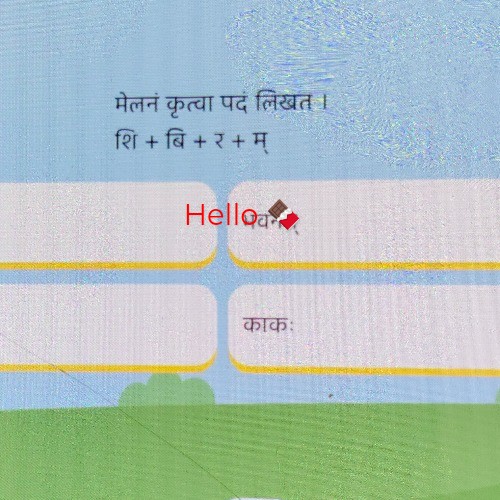 मेलनं कृत्वा पदं लिखत ।
शि + बि + र + म्
Hello
काकः